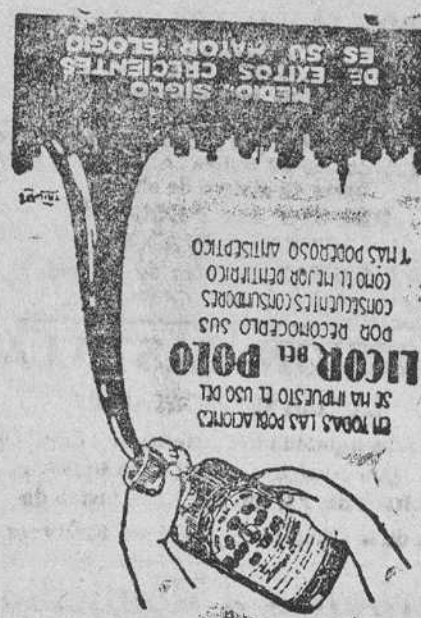 EN TODAS LAS POBLACIONES
SE HA IMPUESTO EL USO DEL
LICOR DEL POLO
POR RECONOCERLO SUS
CONSECUENTES CONSUMIDORES
COMO EL MEJOR DENTIFRICO
Y MAS PODEROSO ANTISEPTICO
MEDIO SIGLO
DE EXITOS CRECIENTES
ES SU MAYOR ELOGIO